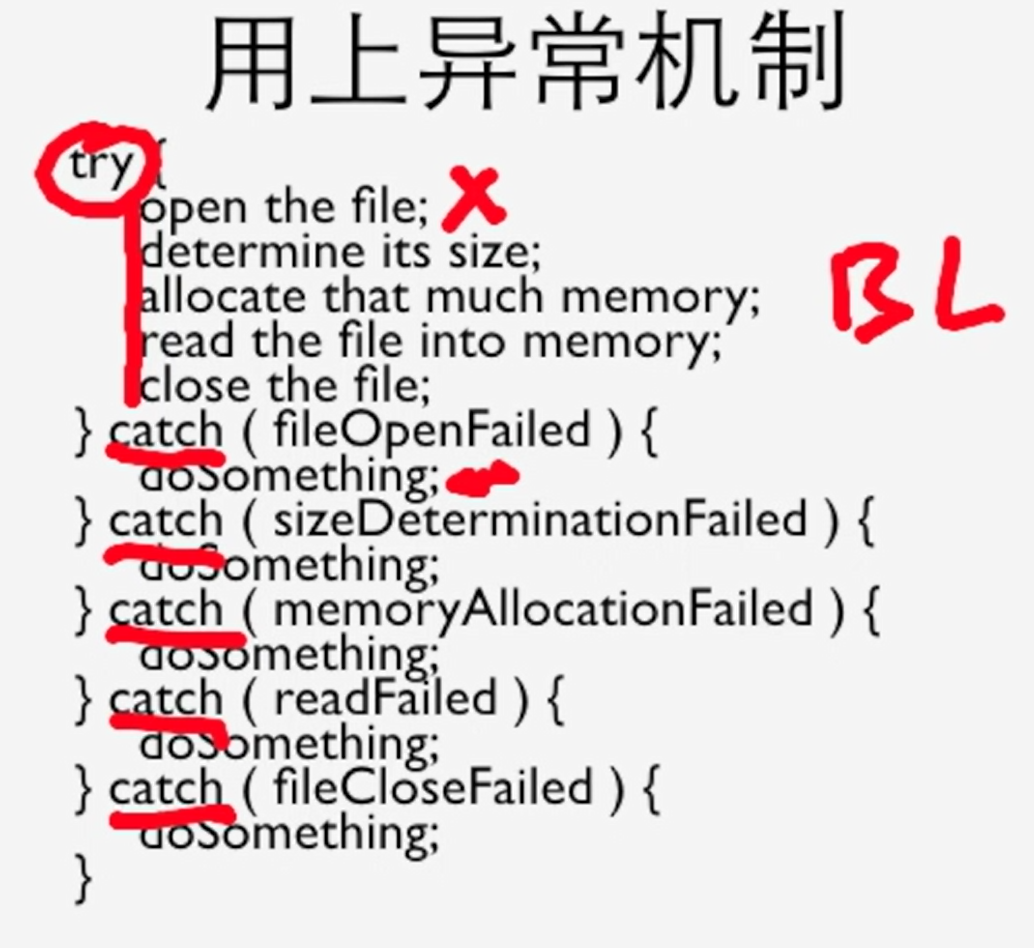 用上异常机制
try {
open the file; X
determine its size;
allocate that much memory; BL
read the file into memory;
close the file;
} catch ( fileOpenFailed ) {
doSomething;
} catch ( sizeDeterminationFailed ) {
doSomething;
} catch ( memoryAllocationFailed ) {
doSomething;
} catch ( readFailed ) {
doSomething;
} catch ( fileCloseFailed ) {
doSomething;
}